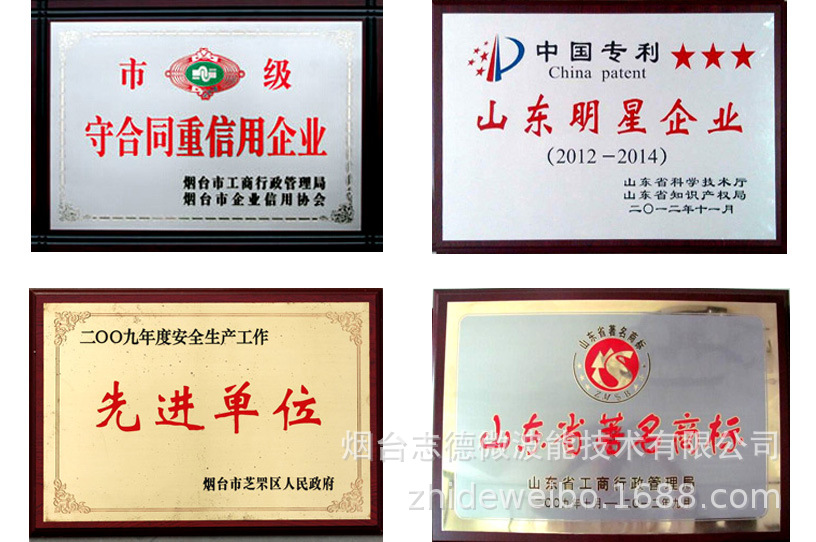 市 级
守合同重信用企业
烟台市工商行政管理局
烟台市企业信用协会
中国专利
China patent
山东明星企业
(2012-2014)
山东省科学技术厅
山东省知识产权局
二〇一二年十一月
二〇〇九年度安全生产工作
先进单位
烟台市芝罘区人民政府
山东省著名商标
ZMSHB
山东省著名商标
山东省工商行政管理局
烟台志德微波能技术有限公司
zhideweibo.1688.com